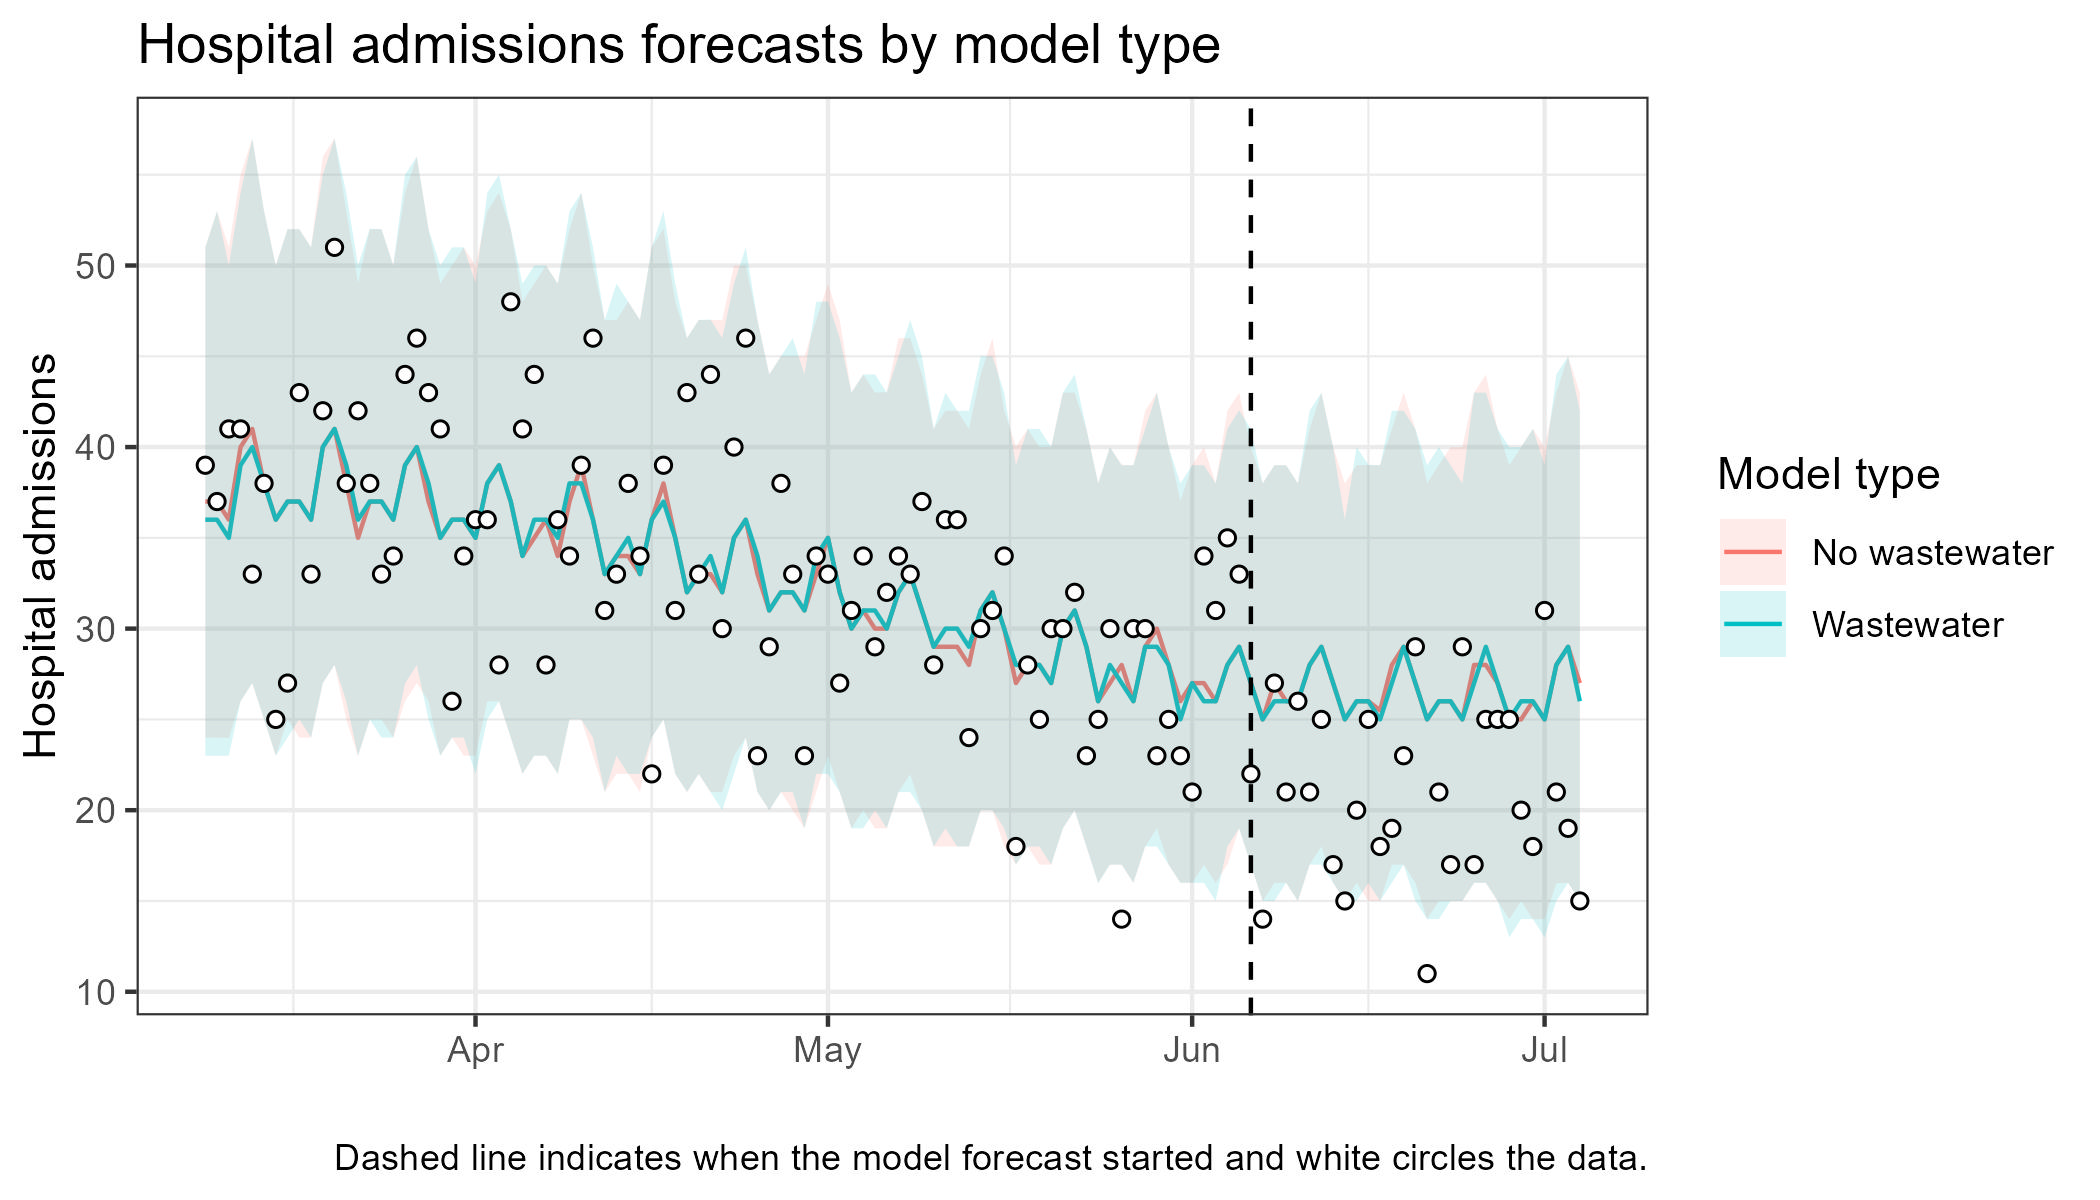 Hospital admissions forecasts by model type
Hospital admissions
50
40
30
20
10
Apr May Jun Jul
Model type
No wastewater
Wastewater
Dashed line indicates when the model forecast started and white circles the data.